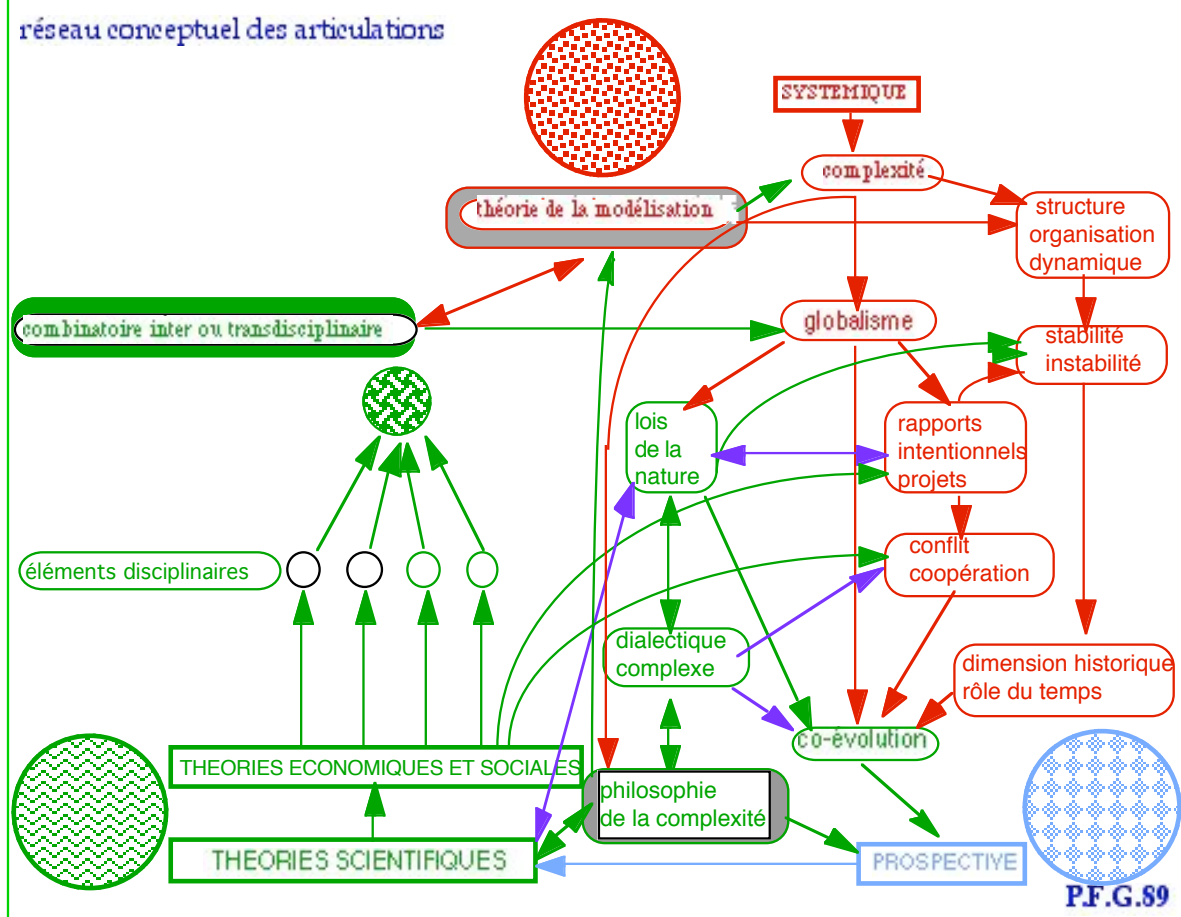 réseau conceptuel des articulations
SYSTEMIQUE
complexité
théorie de la modélisation
structure
organisation
dynamique
combinatoire inter ou transdisciplinaire
globalisme
stabilité
instabilité
lois
de la
nature
rapports
intentionnels
projets
conflit
coopération
éléments disciplinaires
dialectique
complexe
dimension historique
rôle du temps
co-évolution
THEORIES ECONOMIQUES ET SOCIALES
philosophie
de la complexité
THEORIES SCIENTIFIQUES
PROSPECTIVE
P.F.G.89